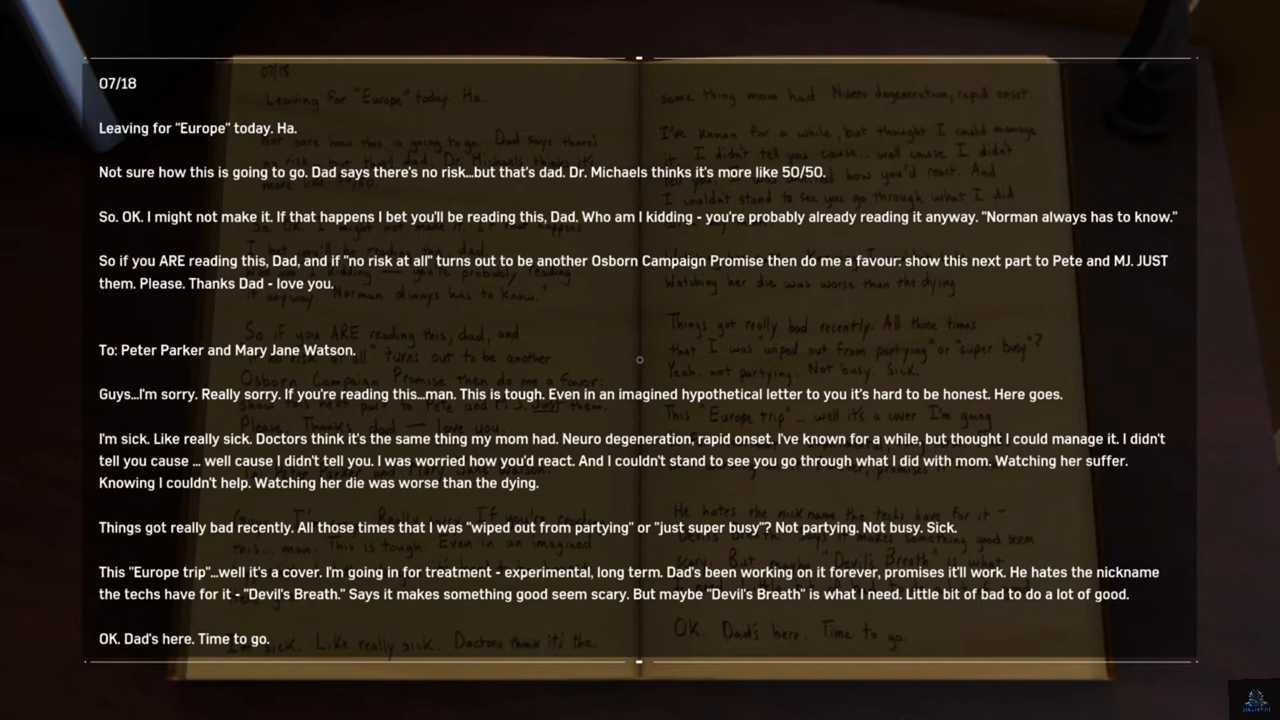 07/18
Leaving for "Europe" today. Ha.
Not sure how this is going to go. Dad says there's no risk...but that's dad. Dr. Michaels thinks it's more like 50/50.
So. OK. I might not make it. If that happens I bet you'll be reading this, Dad. Who am I kidding - you're probably already reading it anyway. "Norman always has to know."
So if you ARE reading this, Dad, and if "no risk at all" turns out to be another Osborn Campaign Promise then do me a favour: show this next part to Pete and MJ. JUST
them. Please. Thanks Dad - love you.
To: Peter Parker and Mary Jane Watson.
Guys...I'm sorry. Really sorry. If you're reading this...man. This is tough. Even in an imagined hypothetical letter to you it's hard to be honest. Here goes.
I'm sick. Like really sick. Doctors think it's the same thing my mom had. Neuro degeneration, rapid onset. I've known for a while, but thought I could manage it. I didn't
tell you cause ... well cause I didn't tell you. I was worried how you'd react. And I couldn't stand to see you go through what I did with mom. Watching her suffer.
Knowing I couldn't help. Watching her die was worse than the dying.
Things got really bad recently. All those times that I was "wiped out from partying" or "just super busy"? Not partying. Not busy. Sick.
This "Europe trip"...well it's a cover. I'm going in for treatment - experimental, long term. Dad's been working on it forever, promises it'll work. He hates the nickname
the techs have for it - "Devil's Breath." Says it makes something good seem scary. But maybe "Devil's Breath" is what I need. Little bit of bad to do a lot of good.
OK. Dad's here. Time to go.